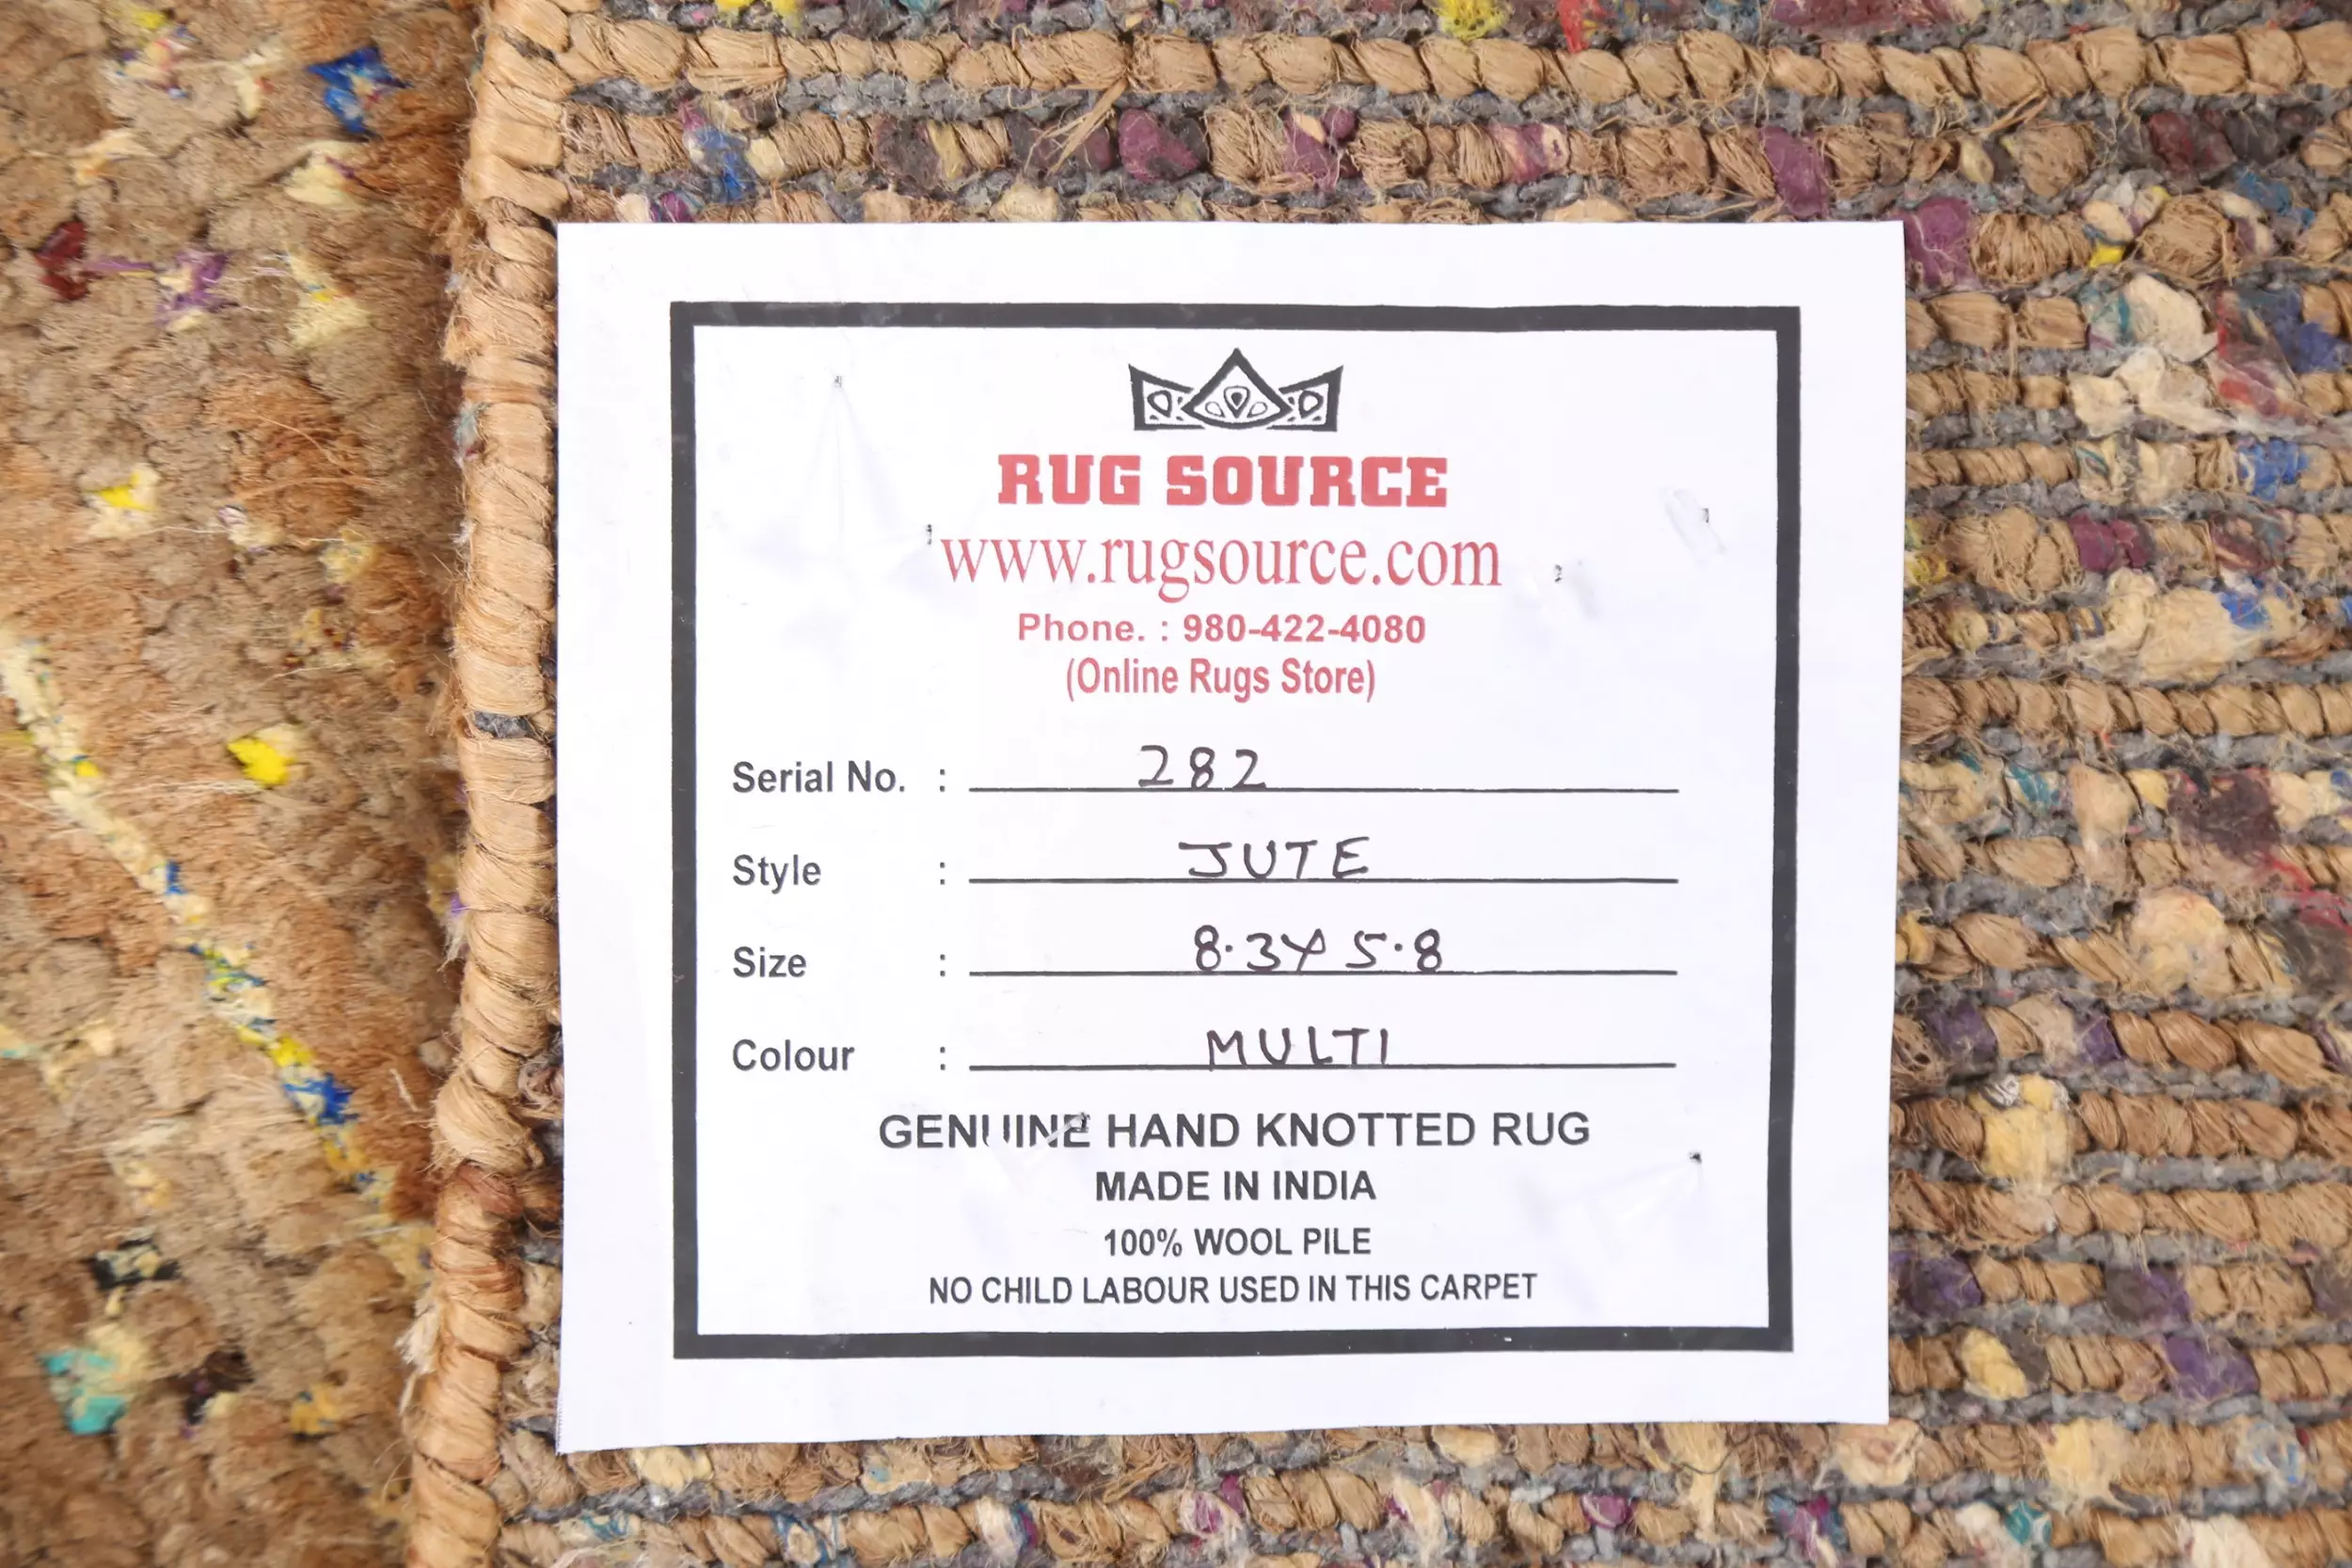 RUG SOURCE
www.rugsource.com
Phone. : 980-422-4080
(Online Rugs Store)
Serial No. : 282
Style : JUTE
Size : 8.3X5.8
Colour : MULTI
GENUINE HAND KNOTTED RUG
MADE IN INDIA
100% WOOL PILE
NO CHILD LABOUR USED IN THIS CARPET